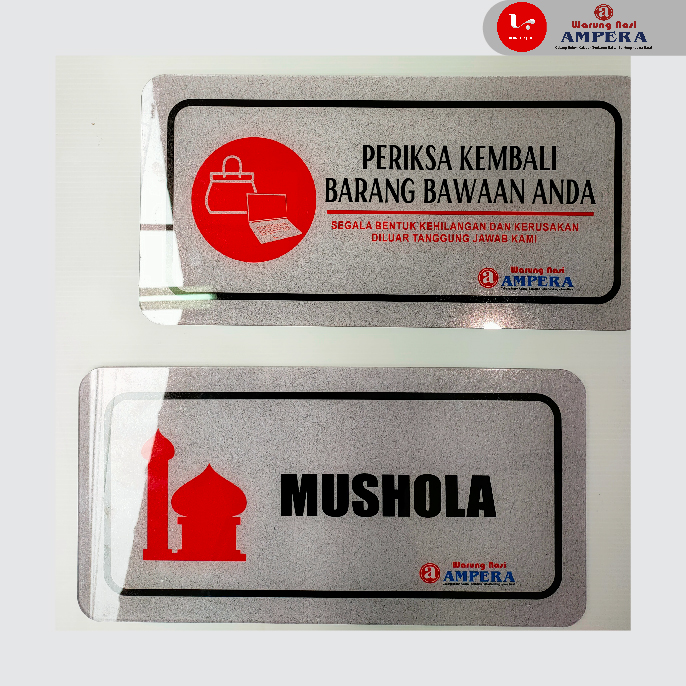 Warung Nasi
AMPERA
PERIKSA KEMBALI
BARANG BAWAAN ANDA
SEGALA BENTUK KEHILANGAN DAN KERUSAKAN
DILUAR TANGGUNG JAWAB KAMI
a Warung Nasi
AMPERA
MUSHOLA
a Warung Nasi
AMPERA